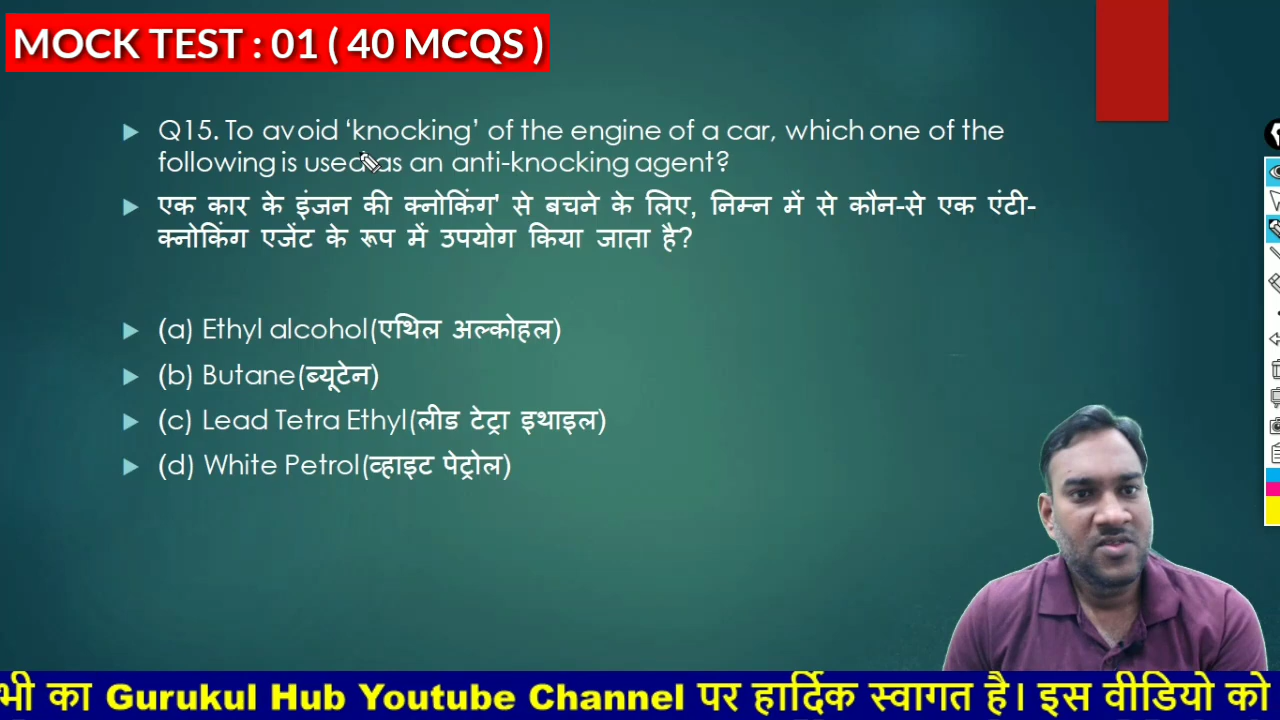 MOCK TEST : 01 ( 40 MCQS )
Q15. To avoid ‘knocking’ of the engine of a car, which one of the
following is used as an anti-knocking agent?
एक कार के इंजन की क्नोकिंग' से बचने के लिए, निम्न में से कौन-से एक एंटी-
क्नोकिंग एजेंट के रूप में उपयोग किया जाता है?
(a) Ethyl alcohol(एथिल अल्कोहल)
(b) Butane(ब्यूटेन)
(c) Lead Tetra Ethyl(लीड टेट्रा इथाइल)
(d) White Petrol(व्हाइट पेट्रोल)
भी का Gurukul Hub Youtube Channel पर हार्दिक स्वागत है। इस वीडियो को